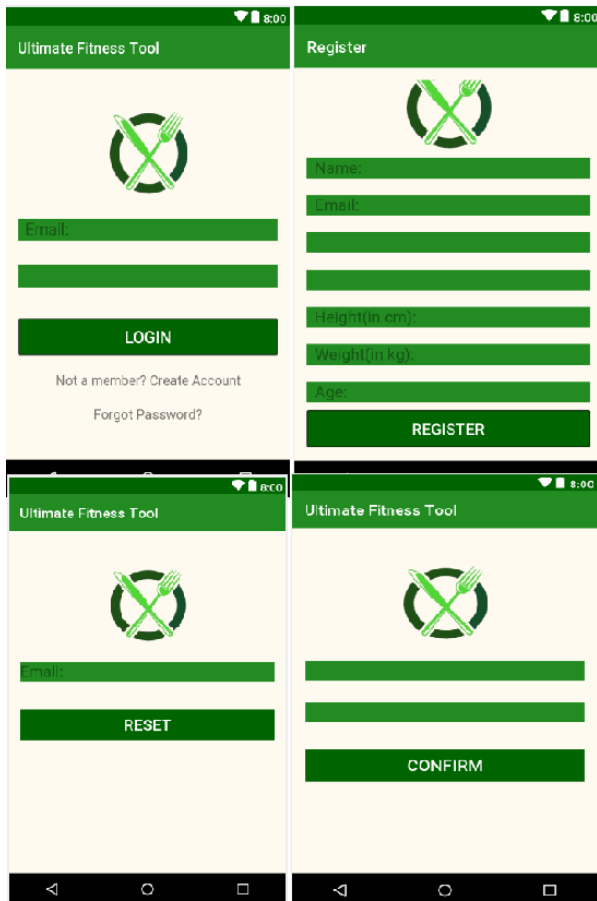 8:00
Ultimate Fitness Tool
Email:
LOGIN
Not a member? Create Account
Forgot Password?
8:00
Register
Name:
Email:
Height(in cm):
Weight(in kg):
Age:
REGISTER
8:00
Ultimate Fitness Tool
Email:
RESET
8:00
Ultimate Fitness Tool
CONFIRM